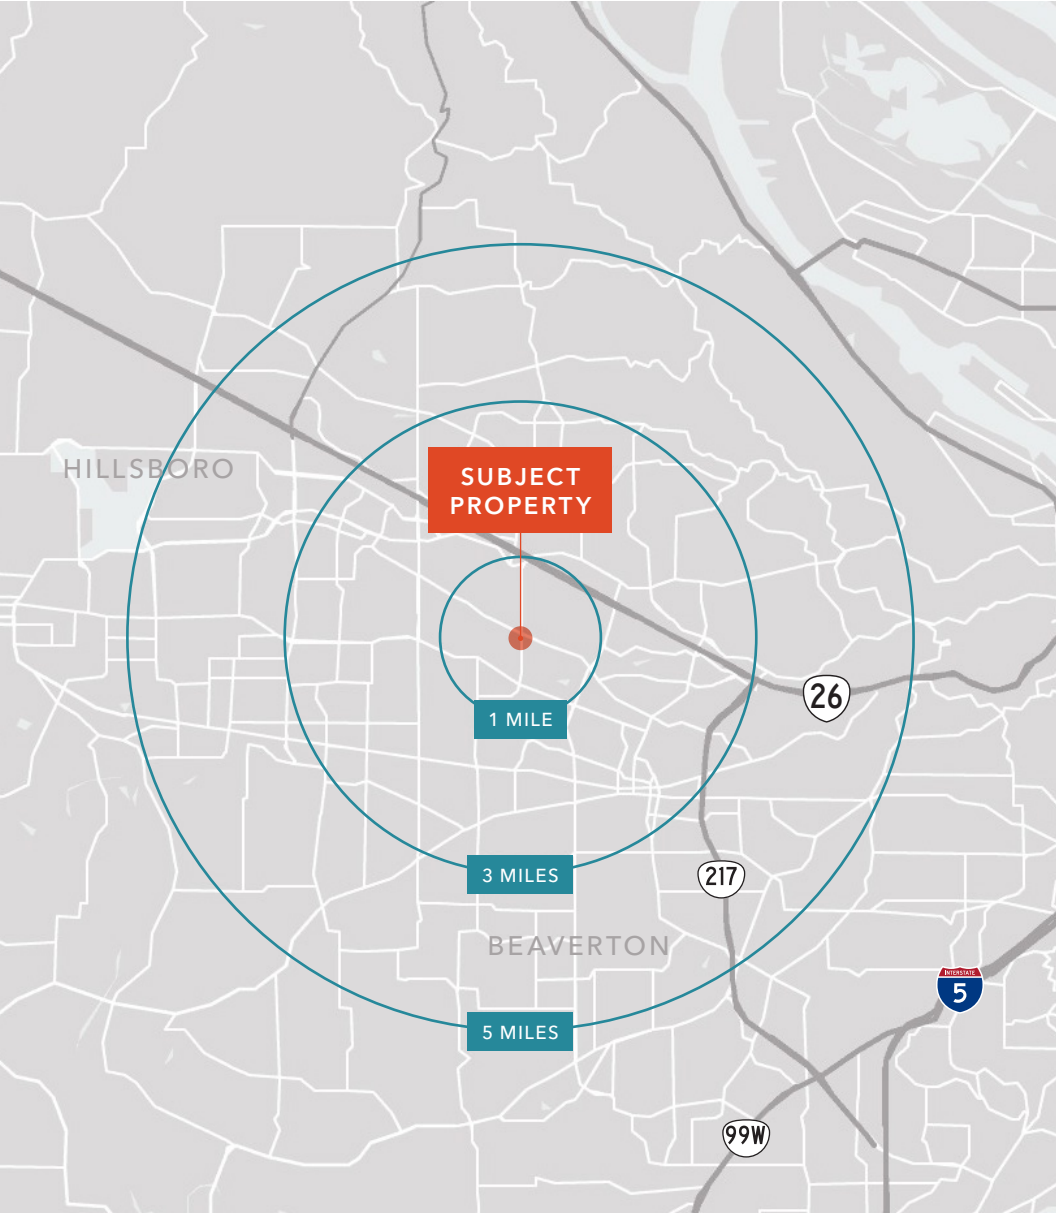 HILLSBORO
SUBJECT
PROPERTY
26
1 MILE
217
3 MILES
BEAVERTON
INTERSTATE
5
5 MILES
99W